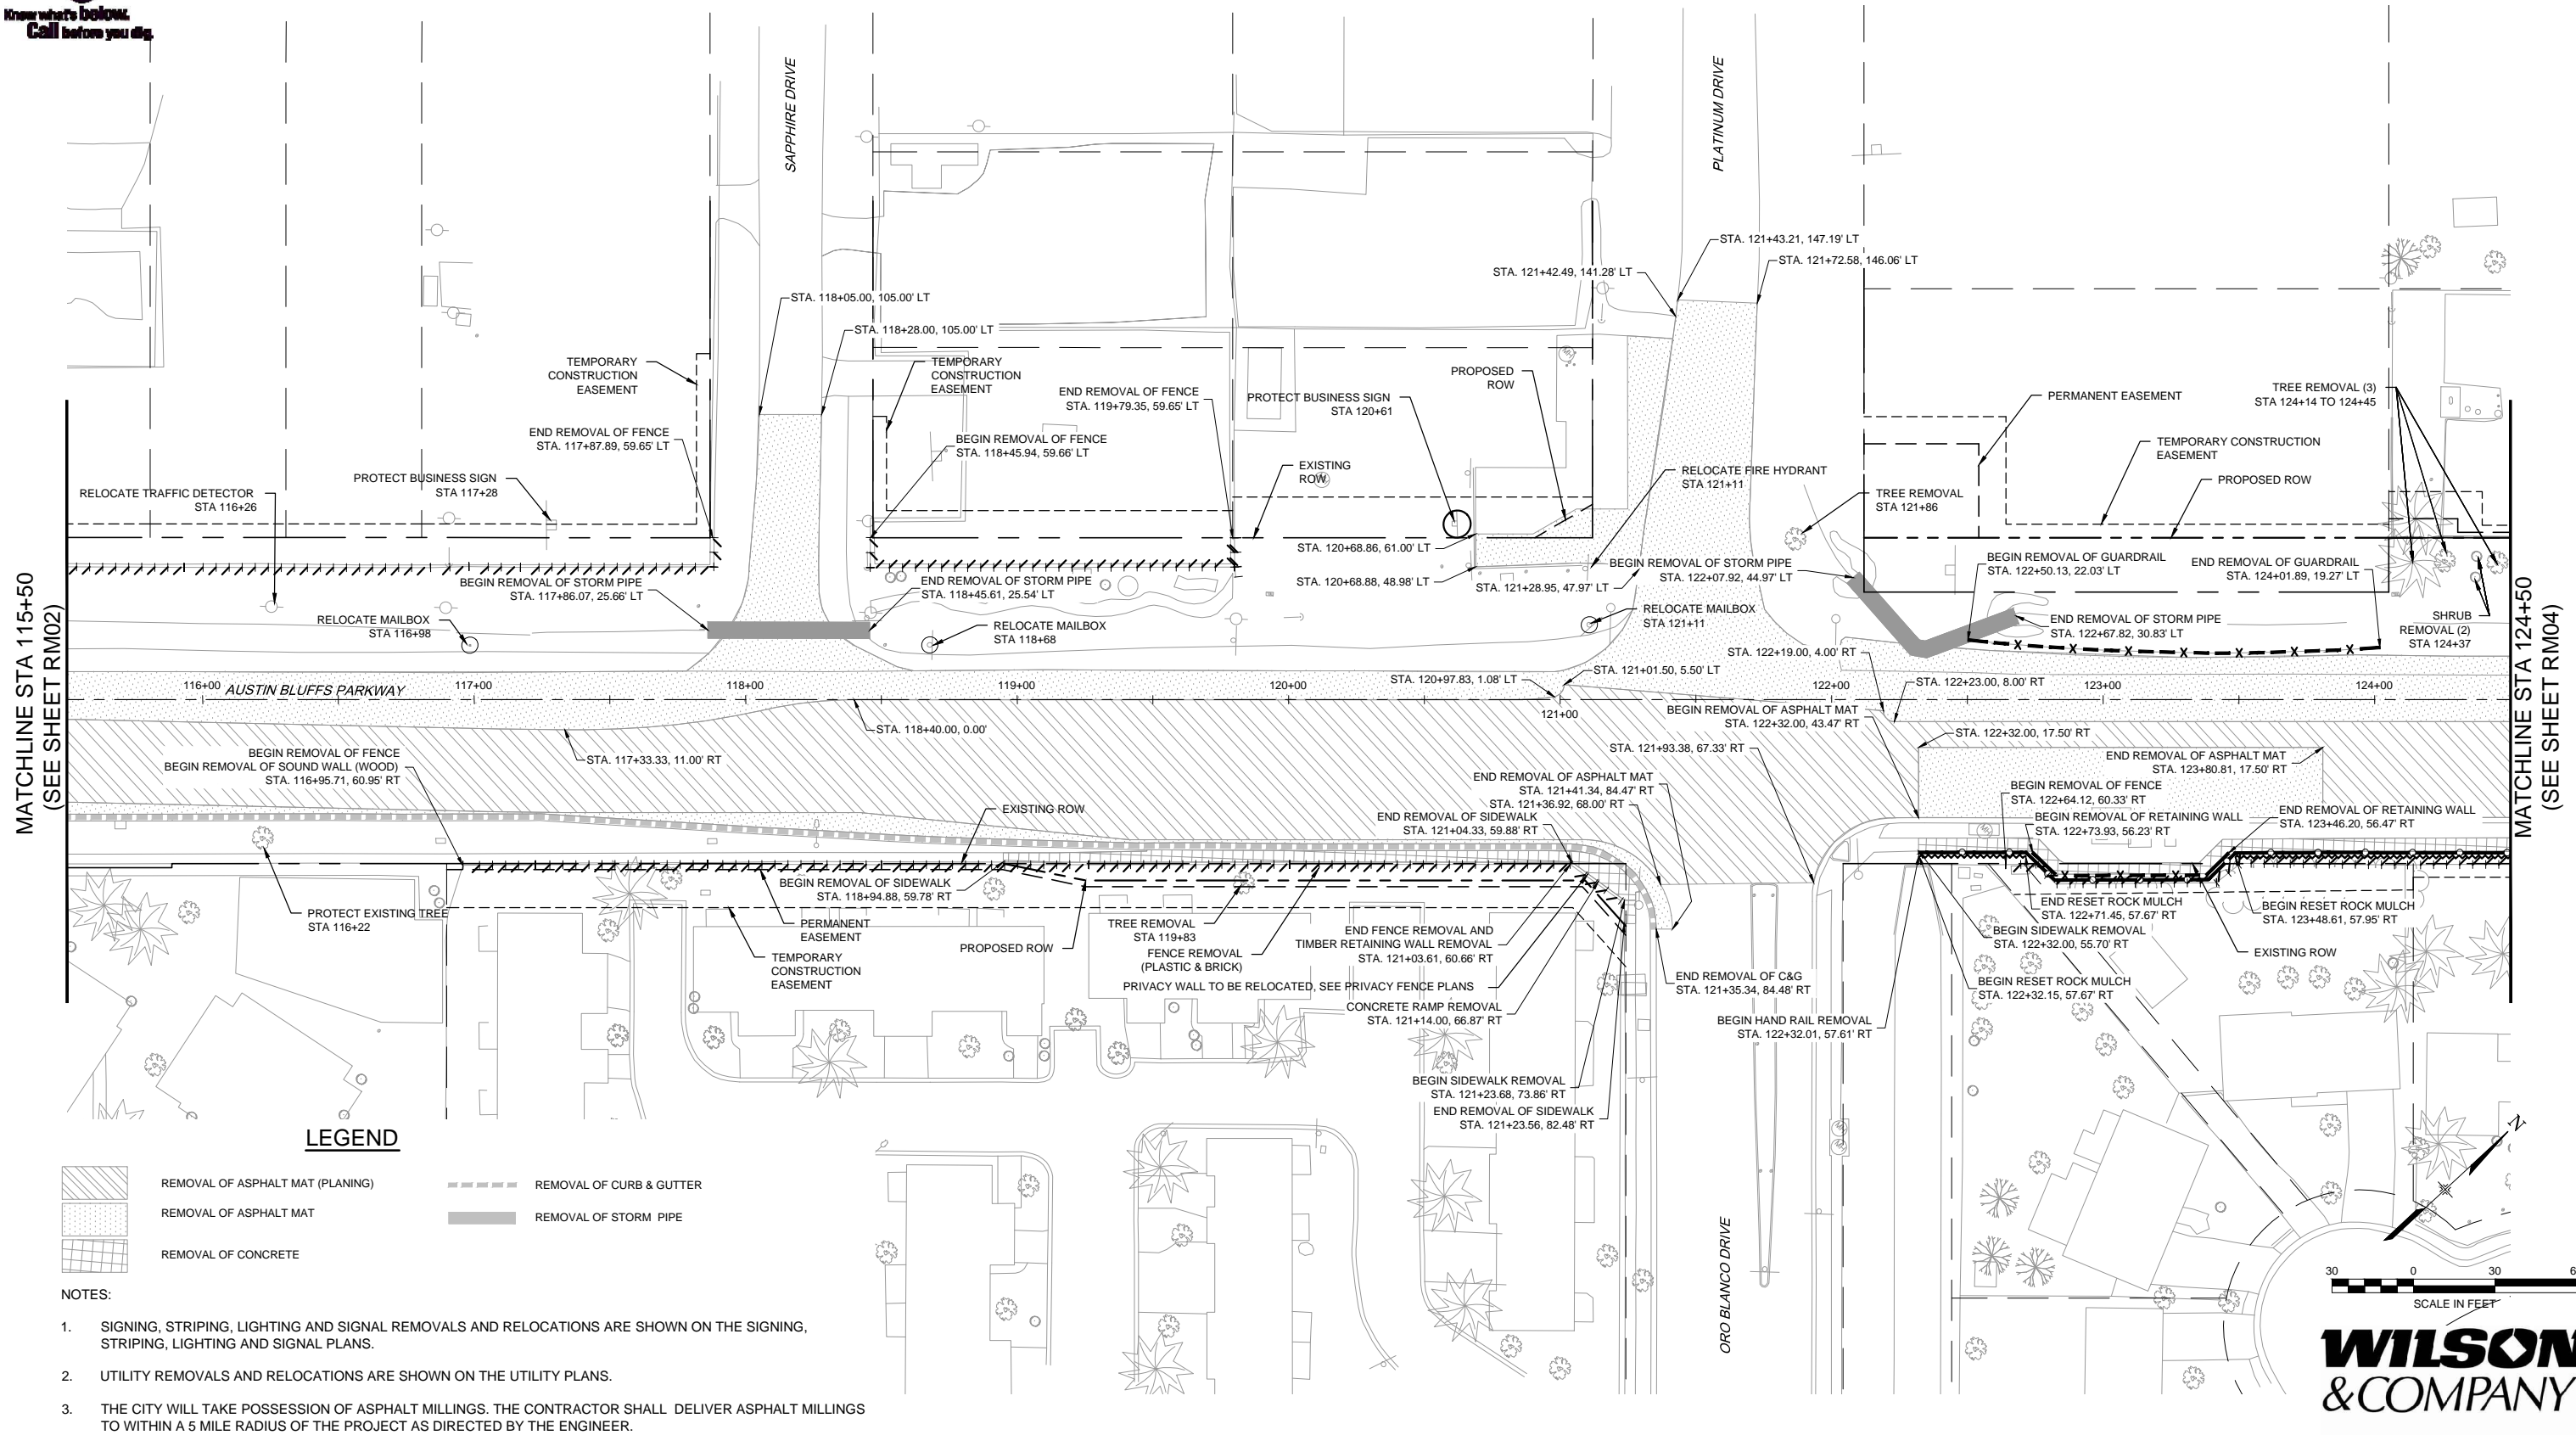 Know what's below.
Call before you dig.
SAPPHIRE DRIVE
PLATINUM DRIVE
STA. 121+43.21, 147.19' LT
STA. 121+72.58, 146.06' LT
STA. 121+42.49, 141.28' LT
STA. 118+05.00, 105.00' LT
STA. 118+28.00, 105.00' LT
TEMPORARY
CONSTRUCTION
EASEMENT
TEMPORARY
CONSTRUCTION
EASEMENT
END REMOVAL OF FENCE
STA. 119+79.35, 59.65' LT
PROTECT BUSINESS SIGN
STA 120+61
PROPOSED
ROW
PERMANENT EASEMENT
TREE REMOVAL (3)
STA 124+14 TO 124+45
END REMOVAL OF FENCE
STA. 117+87.89, 59.65' LT
BEGIN REMOVAL OF FENCE
STA. 118+45.94, 59.66' LT
TEMPORARY CONSTRUCTION
EASEMENT
EXISTING
ROW
RELOCATE FIRE HYDRANT
STA 121+11
PROPOSED ROW
PROTECT BUSINESS SIGN
STA 117+28
RELOCATE TRAFFIC DETECTOR
STA 116+26
TREE REMOVAL
STA 121+86
STA. 120+68.86, 61.00' LT
STA. 120+68.88, 48.98' LT
STA. 121+28.95, 47.97' LT
BEGIN REMOVAL OF STORM PIPE
STA. 122+07.92, 44.97' LT
BEGIN REMOVAL OF GUARDRAIL
STA. 122+50.13, 22.03' LT
END REMOVAL OF GUARDRAIL
STA. 124+01.89, 19.27' LT
BEGIN REMOVAL OF STORM PIPE
STA. 117+86.07, 25.66' LT
END REMOVAL OF STORM PIPE
STA. 118+45.61, 25.54' LT
RELOCATE MAILBOX
STA 116+98
RELOCATE MAILBOX
STA 118+68
RELOCATE MAILBOX
STA 121+11
END REMOVAL OF STORM PIPE
STA. 122+67.82, 30.83' LT
SHRUB
REMOVAL (2)
STA 124+37
X X X X X X X
MATCHLINE STA 115+50
(SEE SHEET RM02)
MATCHLINE STA 124+50
(SEE SHEET RM04)
STA. 122+19.00, 4.00' RT
STA. 121+01.50, 5.50' LT
STA. 120+97.83, 1.08' LT
STA. 122+23.00, 8.00' RT
116+00
AUSTIN BLUFFS PARKWAY
117+00
118+00
119+00
120+00
121+00
122+00
123+00
124+00
STA. 118+40.00, 0.00'
STA. 117+33.33, 11.00' RT
BEGIN REMOVAL OF ASPHALT MAT
STA. 122+32.00, 43.47' RT
STA. 122+32.00, 17.50' RT
END REMOVAL OF ASPHALT MAT
STA. 123+80.81, 17.50' RT
STA. 121+93.38, 67.33' RT
BEGIN REMOVAL OF FENCE
BEGIN REMOVAL OF SOUND WALL (WOOD)
STA. 116+95.71, 60.95' RT
END REMOVAL OF ASPHALT MAT
STA. 121+41.34, 84.47' RT
STA. 121+36.92, 68.00' RT
END REMOVAL OF SIDEWALK
STA. 121+04.33, 59.88' RT
EXISTING ROW
BEGIN REMOVAL OF FENCE
STA. 122+64.12, 60.33' RT
BEGIN REMOVAL OF RETAINING WALL
STA. 122+73.93, 56.23' RT
END REMOVAL OF RETAINING WALL
STA. 123+46.20, 56.47' RT
BEGIN REMOVAL OF SIDEWALK
STA. 118+94.88, 59.78' RT
PROTECT EXISTING TREE
STA 116+22
PERMANENT
EASEMENT
TEMPORARY
CONSTRUCTION
EASEMENT
PROPOSED ROW
TREE REMOVAL
STA 119+83
FENCE REMOVAL
(PLASTIC & BRICK)
END FENCE REMOVAL AND
TIMBER RETAINING WALL REMOVAL
STA. 121+03.61, 60.66' RT
PRIVACY WALL TO BE RELOCATED, SEE PRIVACY FENCE PLANS
CONCRETE RAMP REMOVAL
STA. 121+14.00, 66.87' RT
END REMOVAL OF C&G
STA. 121+35.34, 84.48' RT
BEGIN HAND RAIL REMOVAL
STA. 122+32.01, 57.61' RT
END RESET ROCK MULCH
STA. 122+71.45, 57.67' RT
BEGIN SIDEWALK REMOVAL
STA. 122+32.00, 55.70' RT
BEGIN RESET ROCK MULCH
STA. 122+32.15, 57.67' RT
BEGIN RESET ROCK MULCH
STA. 123+48.61, 57.95' RT
EXISTING ROW
BEGIN SIDEWALK REMOVAL
STA. 121+23.68, 73.86' RT
END REMOVAL OF SIDEWALK
STA. 121+23.56, 82.48' RT
ORO BLANCO DRIVE
LEGEND
REMOVAL OF ASPHALT MAT (PLANING)
REMOVAL OF ASPHALT MAT
REMOVAL OF CONCRETE
REMOVAL OF CURB & GUTTER
REMOVAL OF STORM PIPE
NOTES:
1. SIGNING, STRIPING, LIGHTING AND SIGNAL REMOVALS AND RELOCATIONS ARE SHOWN ON THE SIGNING,
STRIPING, LIGHTING AND SIGNAL PLANS.
2. UTILITY REMOVALS AND RELOCATIONS ARE SHOWN ON THE UTILITY PLANS.
3. THE CITY WILL TAKE POSSESSION OF ASPHALT MILLINGS. THE CONTRACTOR SHALL DELIVER ASPHALT MILLINGS
TO WITHIN A 5 MILE RADIUS OF THE PROJECT AS DIRECTED BY THE ENGINEER.
N
30 0 30 6
SCALE IN FEET
WILSON
&COMPANY